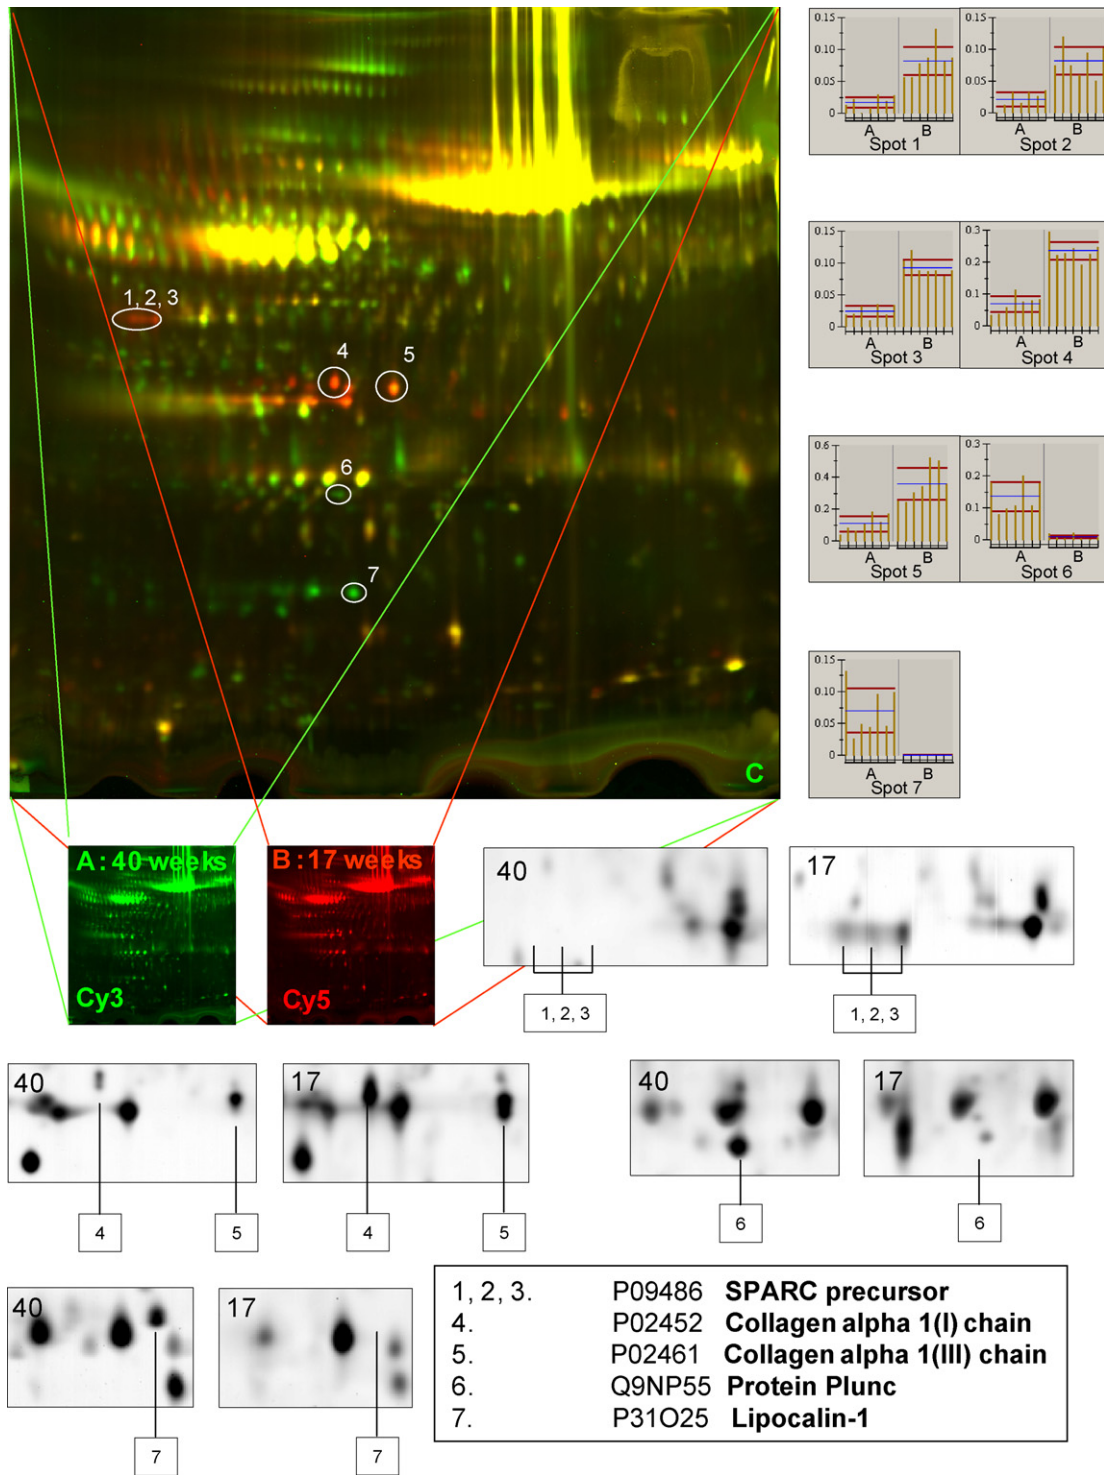 1, 2, 3
4
5
6
7
C
0.15
0.10
0.05
0
A
B
Spot 1
0.15
0.10
0.05
0
A
B
Spot 2
0.15
0.10
0.05
0
A
B
Spot 3
0.3
0.2
0.1
0
A
B
Spot 4
0.6
0.4
0.2
0
A
B
Spot 5
0.3
0.2
0.1
0
A
B
Spot 6
0.15
0.10
0.05
0
A
B
Spot 7
A: 40 weeks
Cy3
B: 17 weeks
Cy5
40
1, 2, 3
17
1, 2, 3
40
4
5
17
4
5
40
6
17
6
40
7
17
7
1, 2, 3. P09486 SPARC precursor
4. P02452 Collagen alpha 1(I) chain
5. P02461 Collagen alpha 1(III) chain
6. Q9NP55 Protein Plunc
7. P31O25 Lipocalin-1